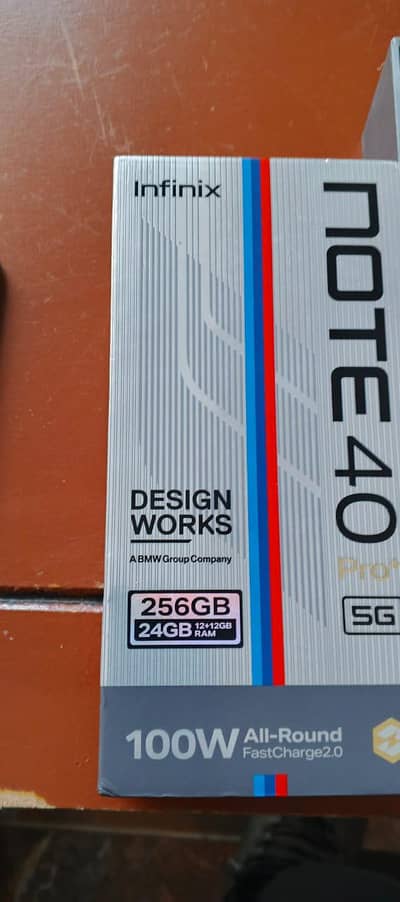 Infinix
NOTE 40
Pro+
5G
DESIGN
WORKS
A BMW Group Company
256GB
24GB 12+12GB
RAM
100W All-Round
FastCharge2.0